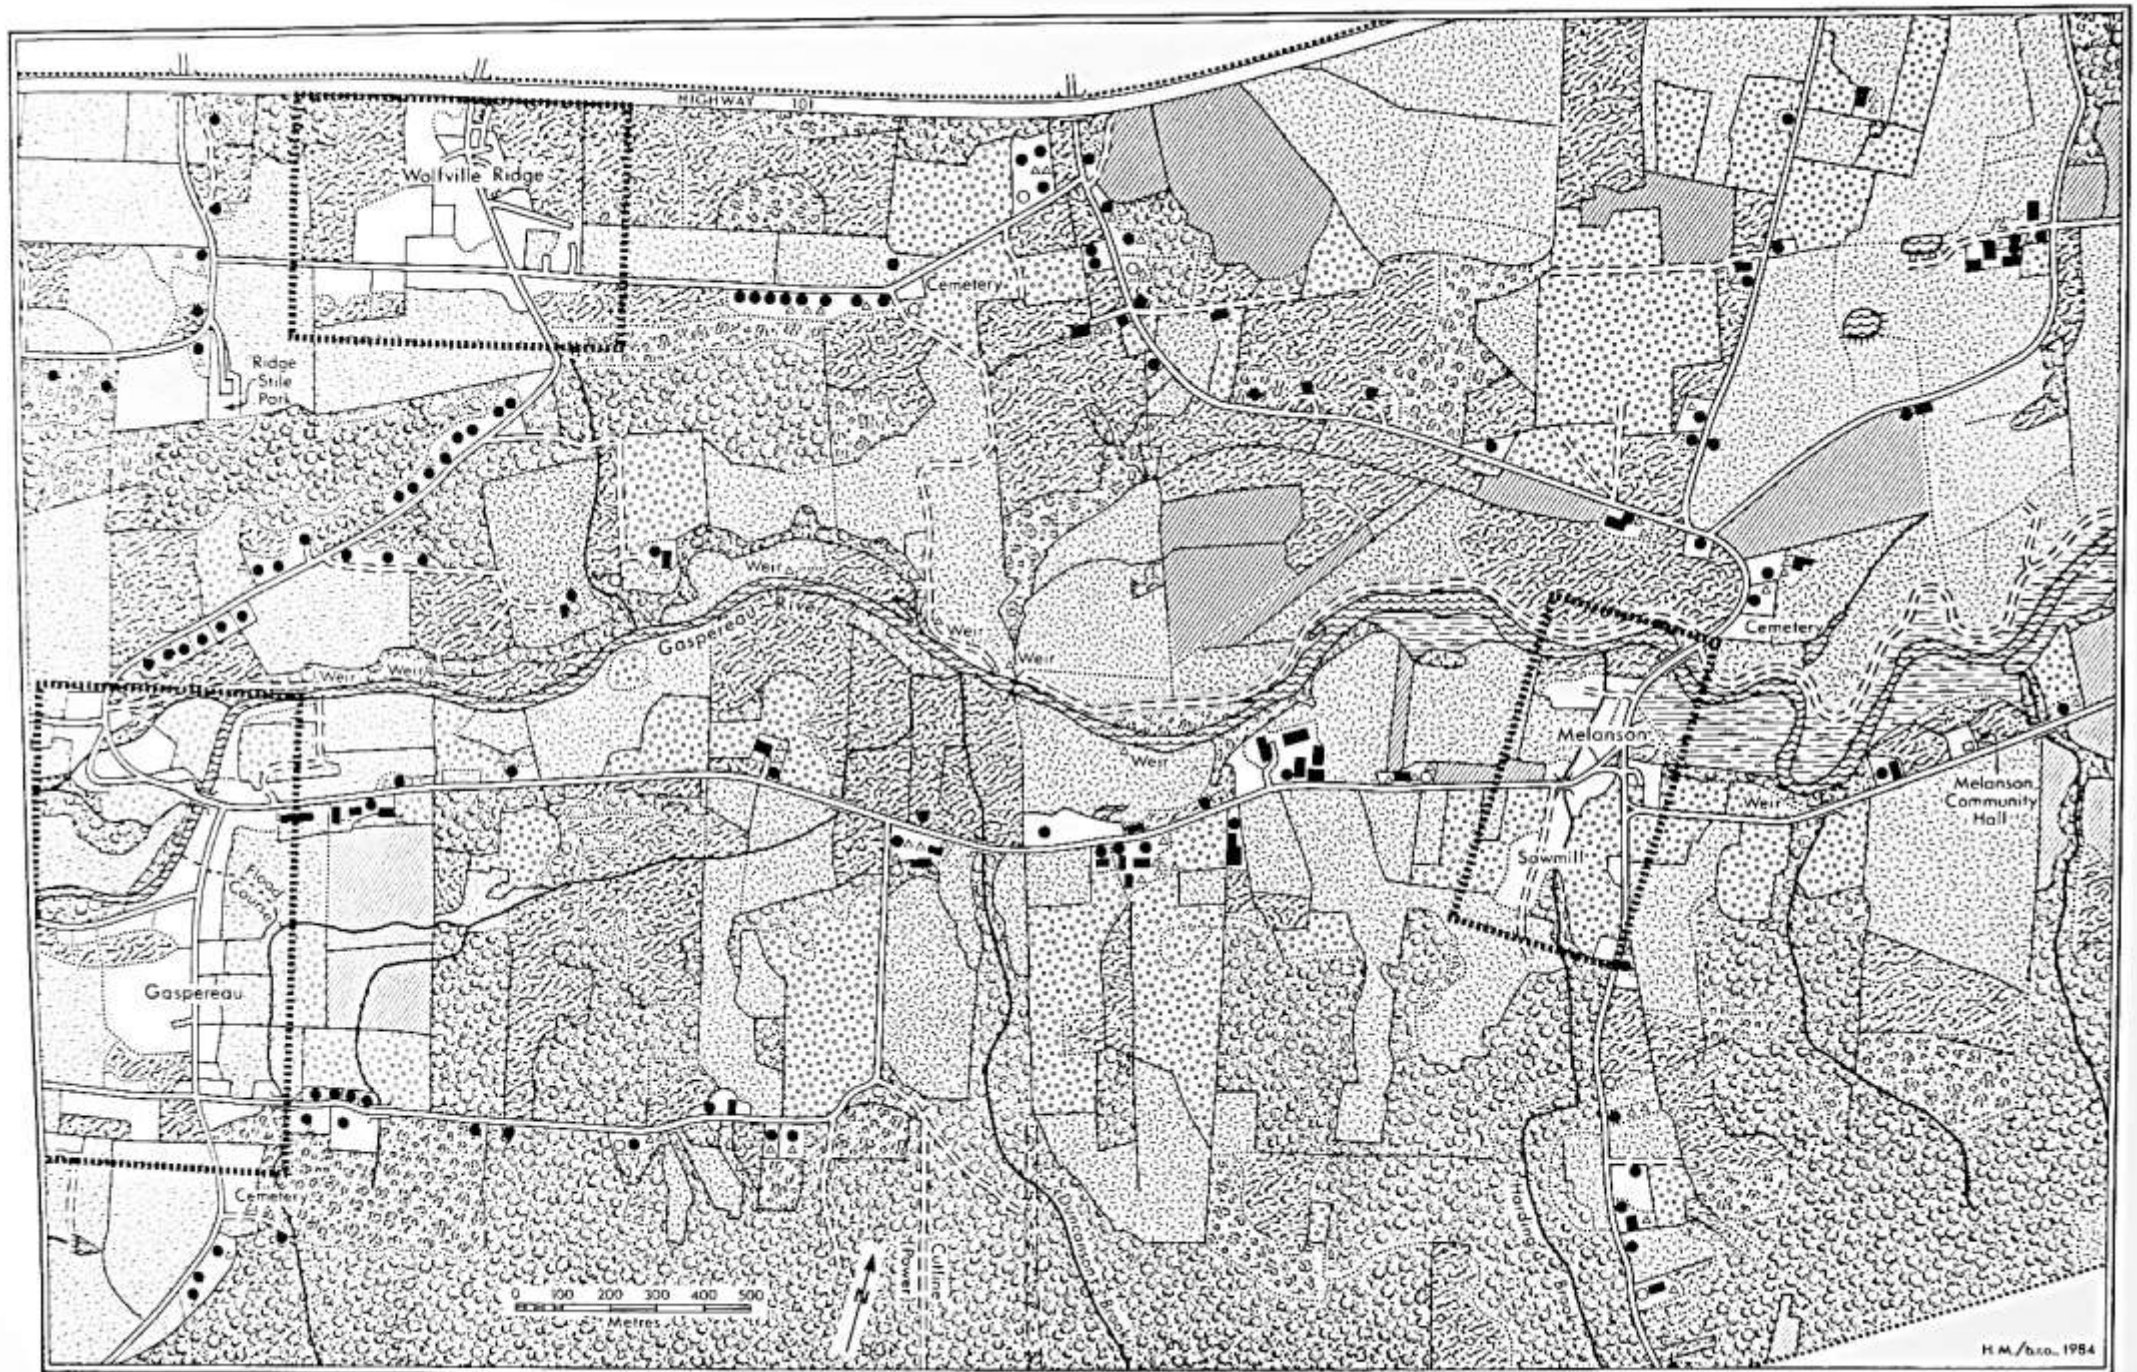 HIGHWAY 101
Wolfville Ridge
Cemetery
Ridge
Stile
Park
Weir
Gaspereau River
Weir
Weir
Cemetery
Weir
Weir
Melanson
Weir
Weir
Melanson
Community
Hall
Sawmill
Flood
Course
Gaspereau
Cemetery
Duncanson Brook
Power
Cutline
0 100 200 300 400 500
Metres
N
Brook
H.M./b.r.o., 1984